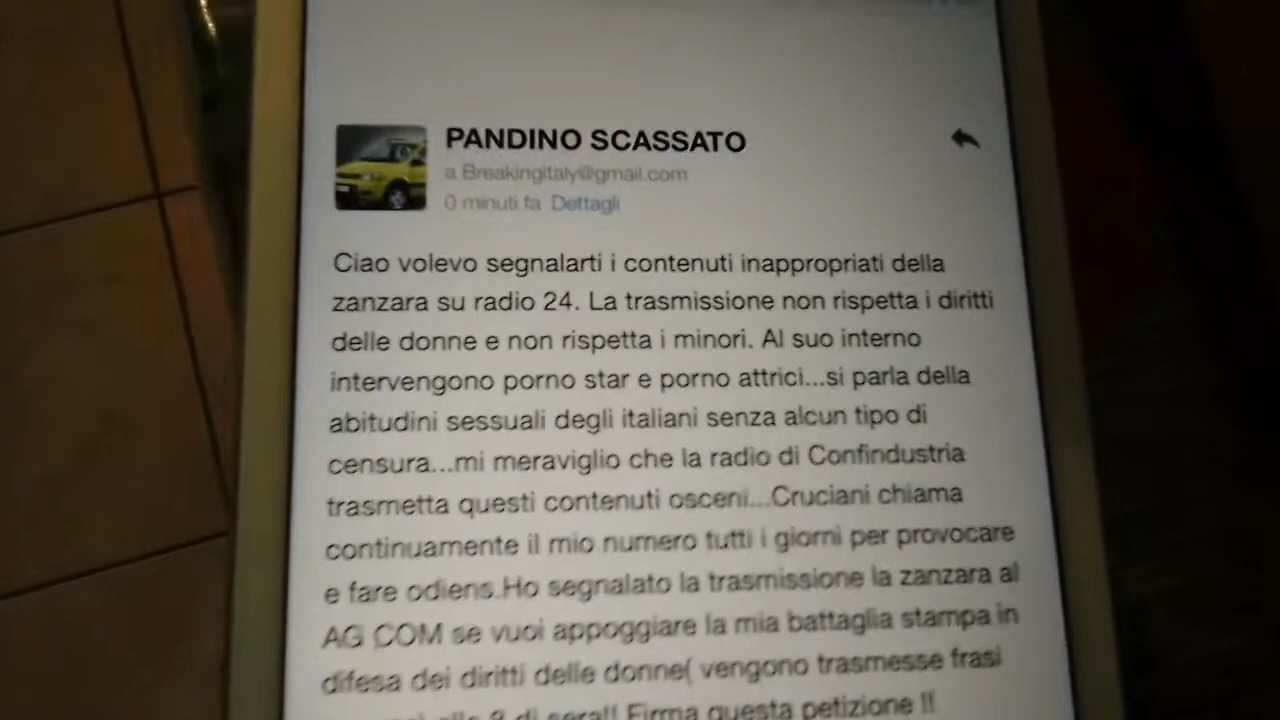 PANDINO SCASSATO
a Breakingitaly@gmail.com
0 minuti fa Dettagli
Ciao volevo segnalarti i contenuti inappropriati della
zanzara su radio 24. La trasmissione non rispetta i diritti
delle donne e non rispetta i minori. Al suo interno
intervengono porno star e porno attrici...si parla della
abitudini sessuali degli italiani senza alcun tipo di
censura...mi meraviglio che la radio di Confindustria
trasmetta questi contenuti osceni...Cruciani chiama
continuamente il mio numero tutti i giorni per provocare
e fare odiens.Ho segnalato la trasmissione la zanzara al
AG COM se vuoi appoggiare la mia battaglia stampa in
difesa dei diritti delle donne( vengono trasmesse frasi
di sera!! Firma questa petizione !!